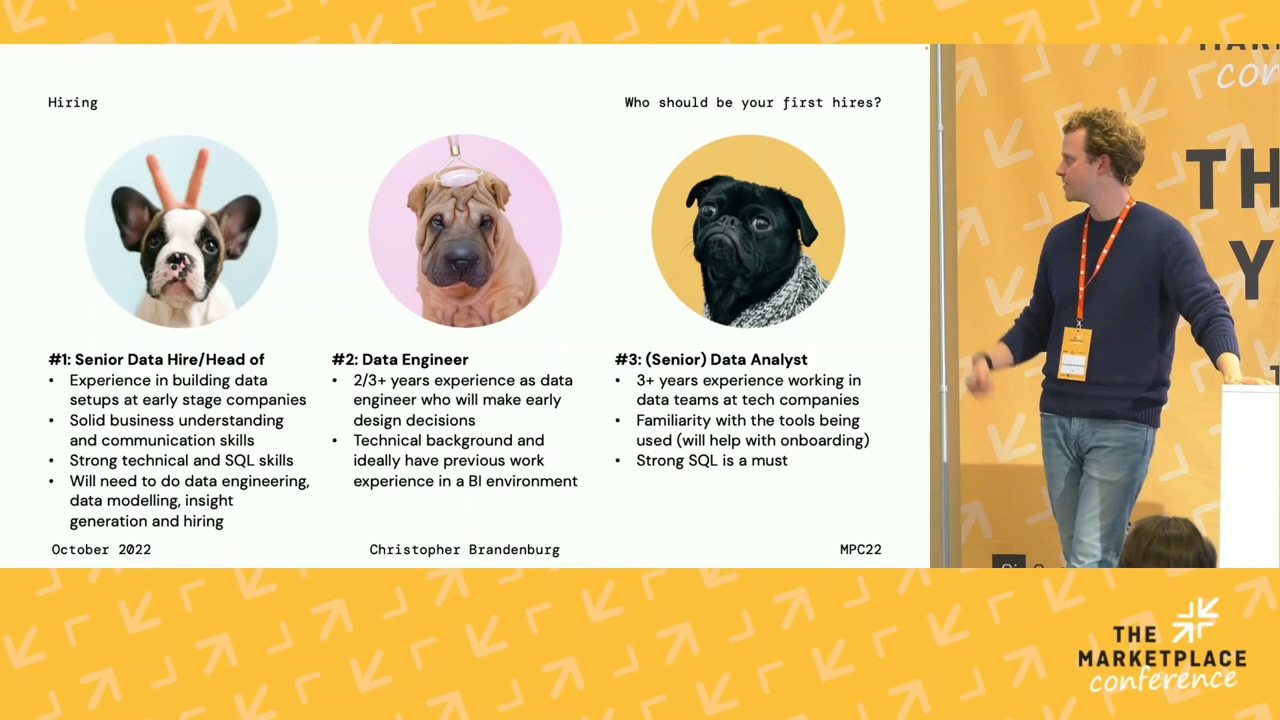 Hiring
Who should be your first hires?
#1: Senior Data Hire/Head of
• Experience in building data
setups at early stage companies
• Solid business understanding
and communication skills
• Strong technical and SQL skills
• Will need to do data engineering,
data modelling, insight
generation and hiring
#2: Data Engineer
• 2/3+ years experience as data
engineer who will make early
design decisions
• Technical background and
ideally have previous work
experience in a BI environment
#3: (Senior) Data Analyst
• 3+ years experience working in
data teams at tech companies
• Familiarity with the tools being
used (will help with onboarding)
• Strong SQL is a must
October 2022
Christopher Brandenburg
MPC22
TH
Y
THE
MARKETPLACE
conference